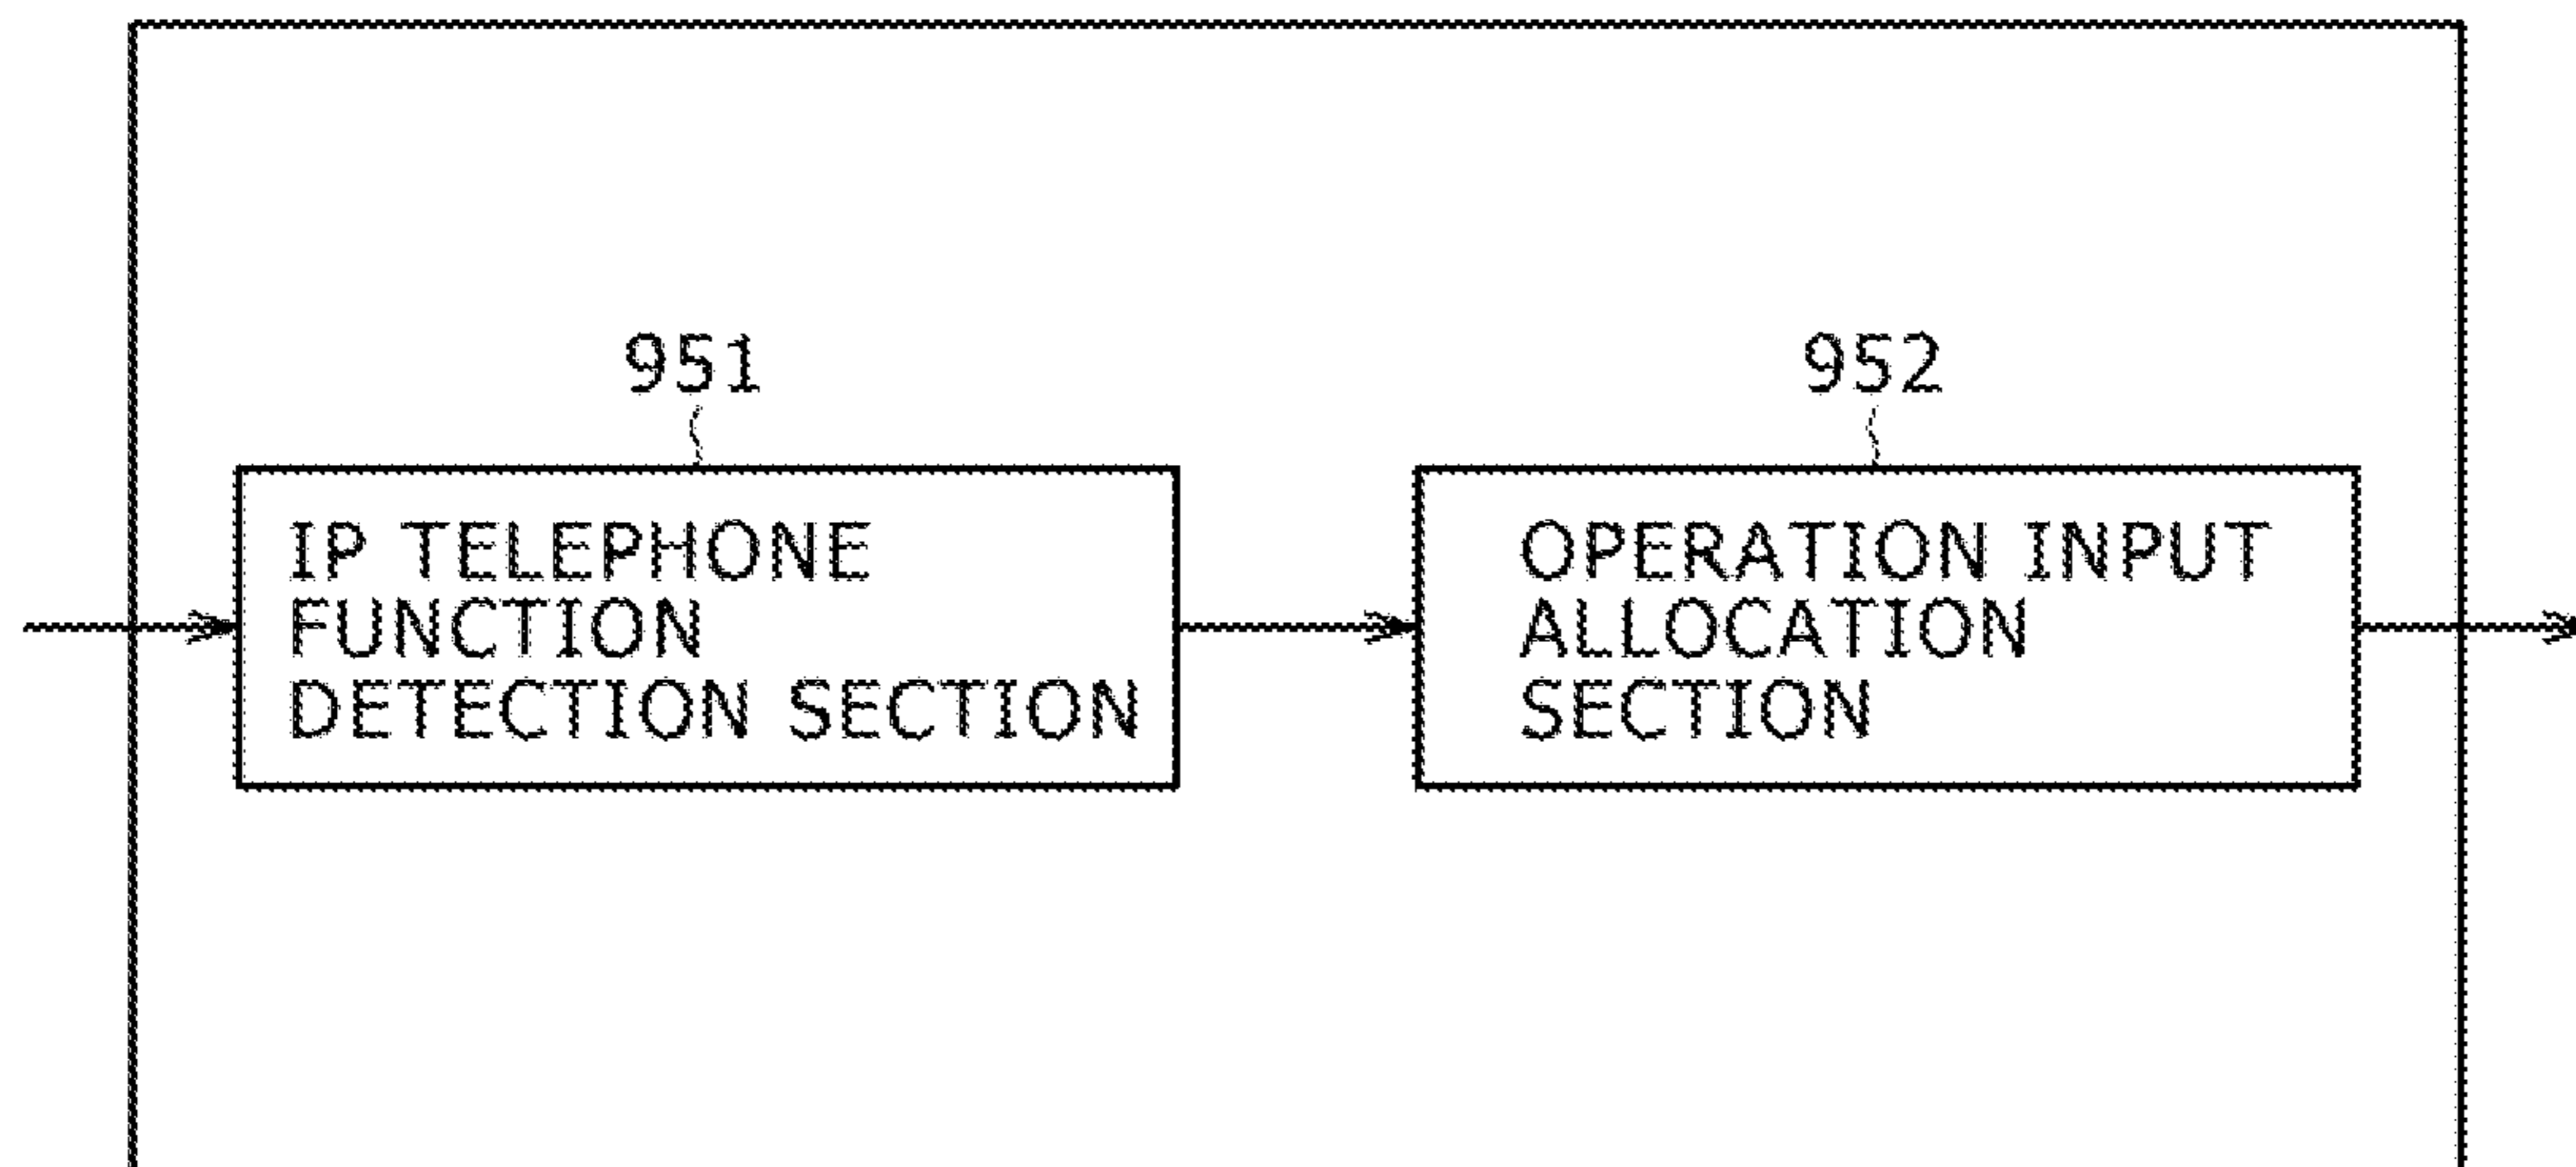 951
IP TELEPHONE
FUNCTION
DETECTION SECTION
952
OPERATION INPUT
ALLOCATION
SECTION